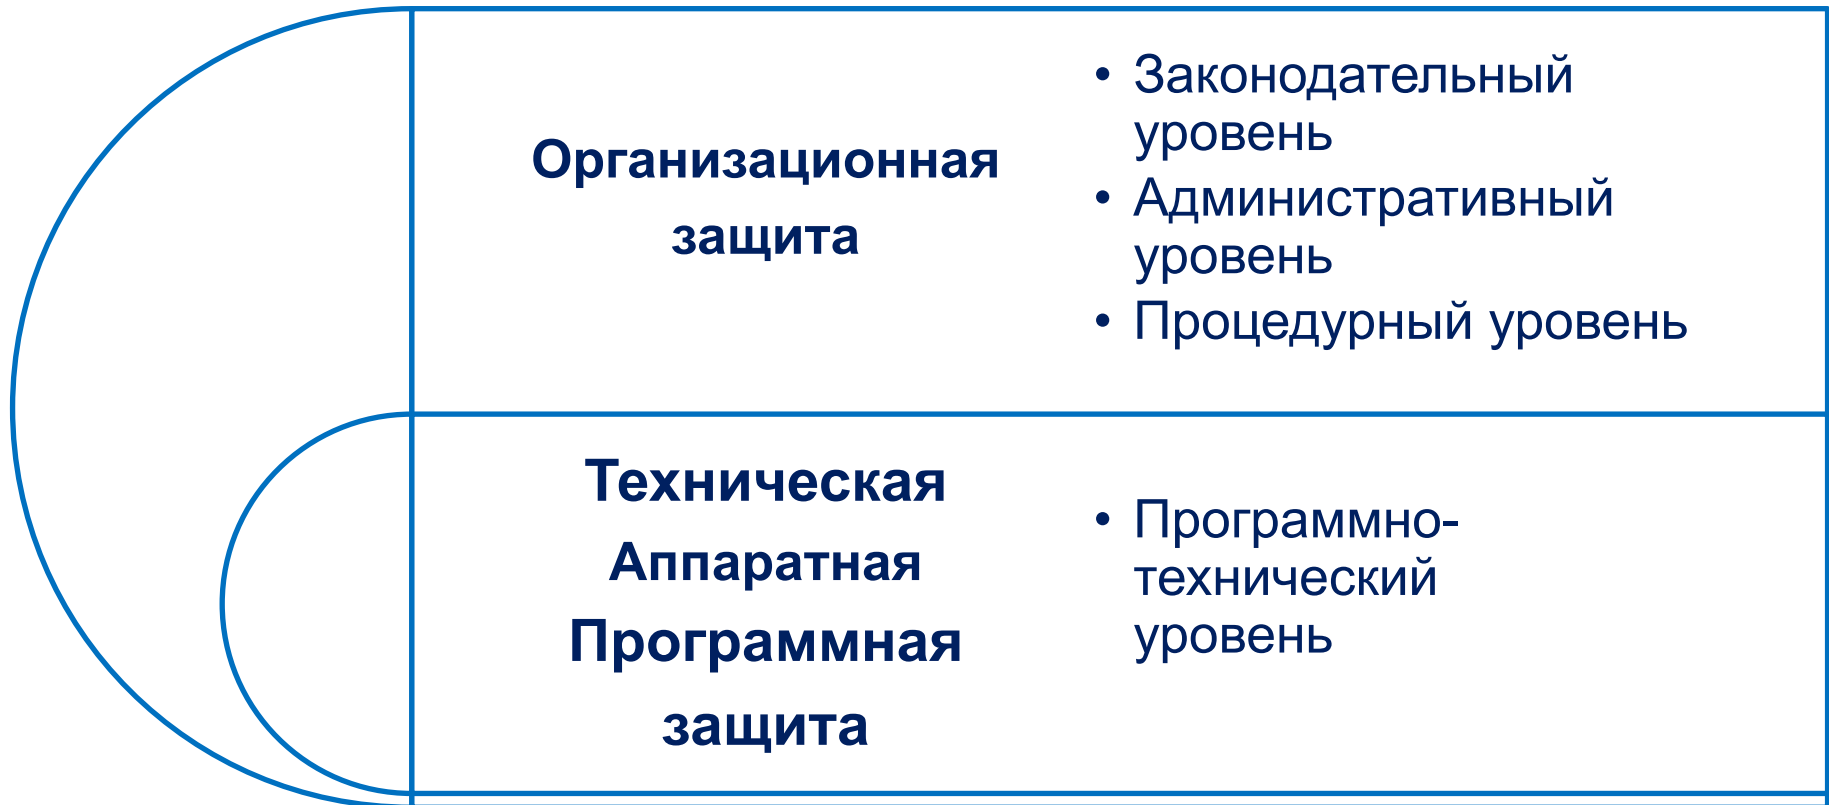 Организационная
защита
• Законодательный
уровень
• Административный
уровень
• Процедурный уровень
Техническая
Аппаратная
Программная
защита
• Программно-
технический
уровень